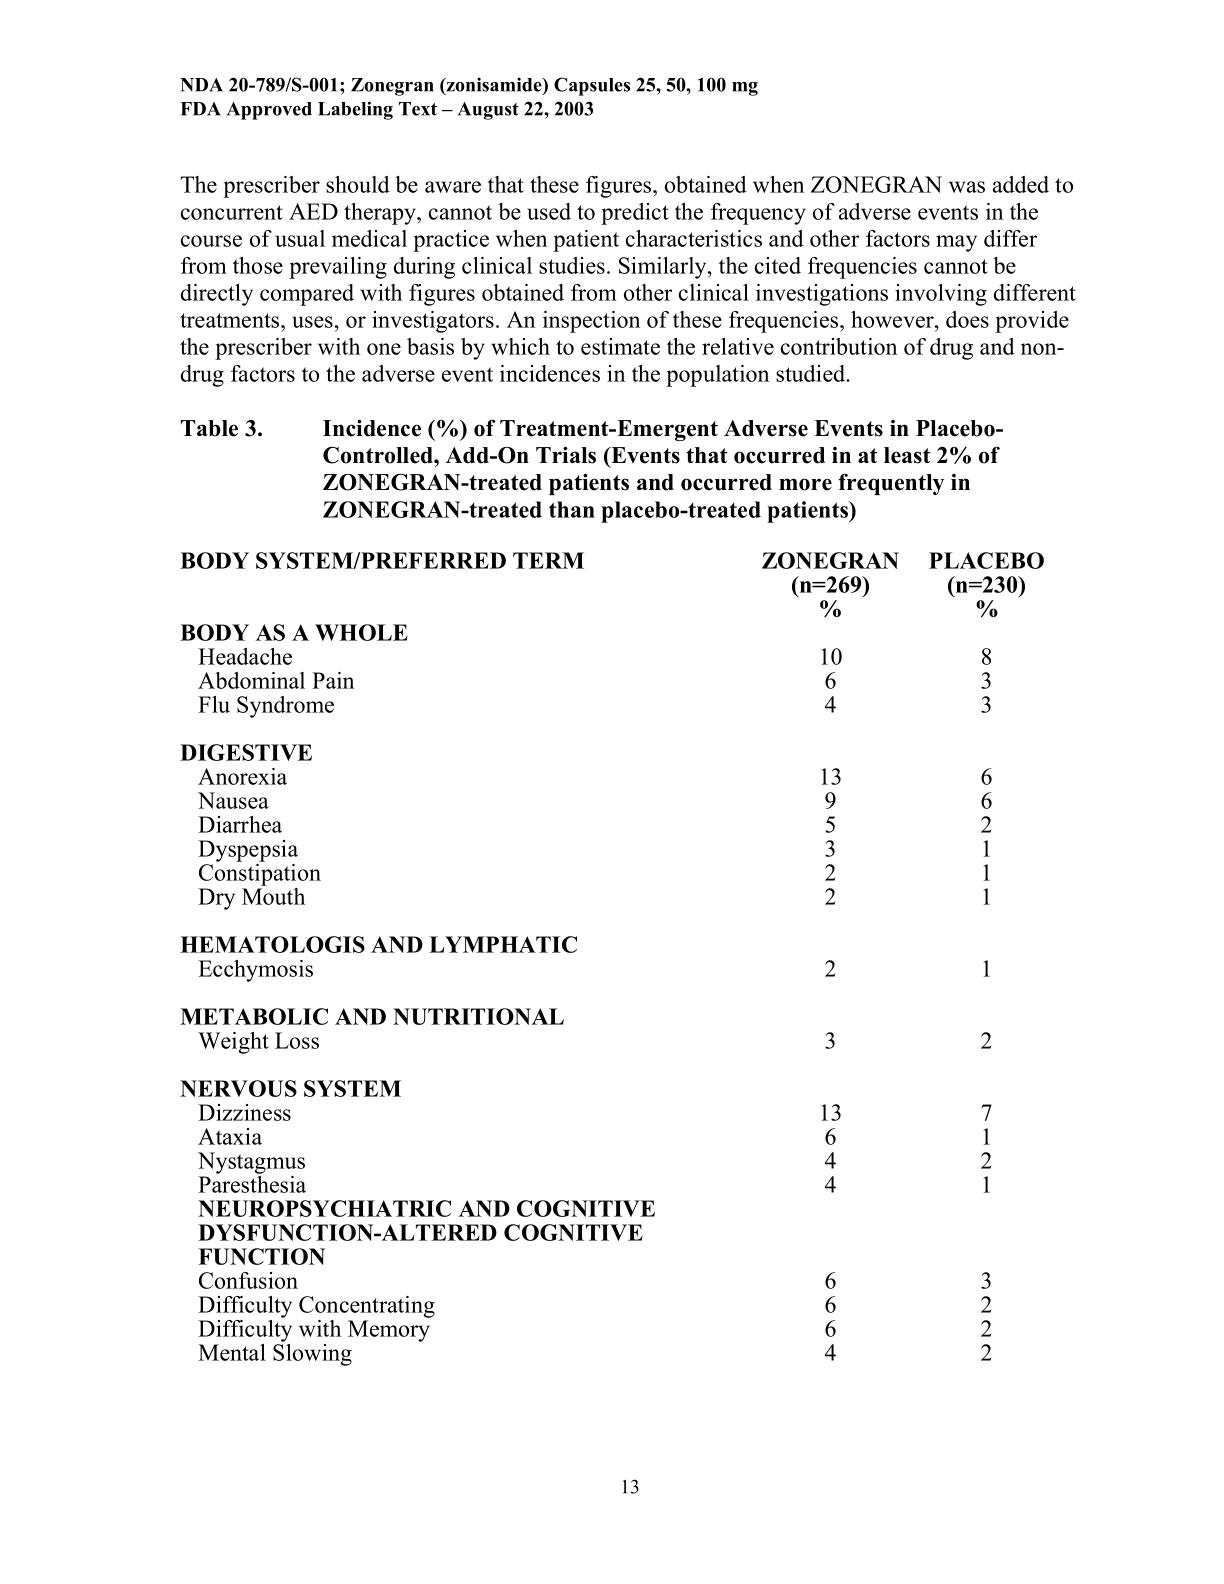 NDA 20-789/S-001; Zonegran (zonisamide) Capsules 25, 50, 100 mg
FDA Approved Labeling Text – August 22, 2003
The prescriber should be aware that these figures, obtained when ZONEGRAN was added to
concurrent AED therapy, cannot be used to predict the frequency of adverse events in the
course of usual medical practice when patient characteristics and other factors may differ
from those prevailing during clinical studies. Similarly, the cited frequencies cannot be
directly compared with figures obtained from other clinical investigations involving different
treatments, uses, or investigators. An inspection of these frequencies, however, does provide
the prescriber with one basis by which to estimate the relative contribution of drug and non-
drug factors to the adverse event incidences in the population studied.
Table 3. Incidence (%) of Treatment-Emergent Adverse Events in Placebo-
Controlled, Add-On Trials (Events that occurred in at least 2% of
ZONEGRAN-treated patients and occurred more frequently in
ZONEGRAN-treated than placebo-treated patients)
BODY SYSTEM/PREFERRED TERM ZONEGRAN PLACEBO
(n=269) (n=230)
% %
BODY AS A WHOLE
Headache 10 8
Abdominal Pain 6 3
Flu Syndrome 4 3
DIGESTIVE
Anorexia 13 6
Nausea 9 6
Diarrhea 5 2
Dyspepsia 3 1
Constipation 2 1
Dry Mouth 2 1
HEMATOLOGIS AND LYMPHATIC
Ecchymosis 2 1
METABOLIC AND NUTRITIONAL
Weight Loss 3 2
NERVOUS SYSTEM
Dizziness 13 7
Ataxia 6 1
Nystagmus 4 2
Paresthesia 4 1
NEUROPSYCHIATRIC AND COGNITIVE
DYSFUNCTION-ALTERED COGNITIVE
FUNCTION
Confusion 6 3
Difficulty Concentrating 6 2
Difficulty with Memory 6 2
Mental Slowing 4 2
13